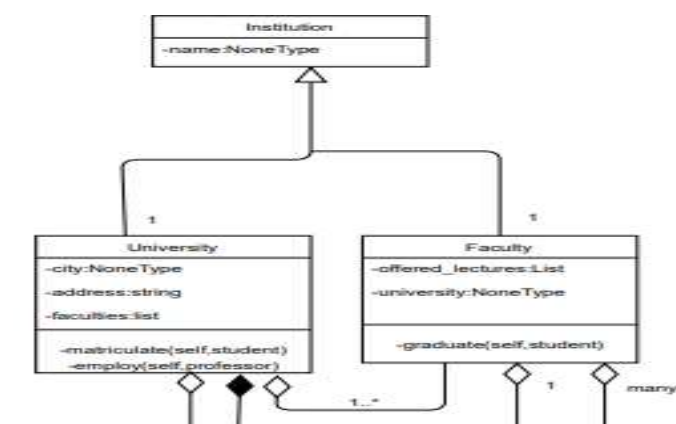 Institution
-name:NoneType
1
1
University
-city:NoneType
-address:string
-faculties:list
-matriculate(self,student)
-employ(self,professor)
Faculty
-offered_lectures:List
-university:NoneType
-graduate(self,student)
1..*
1
many